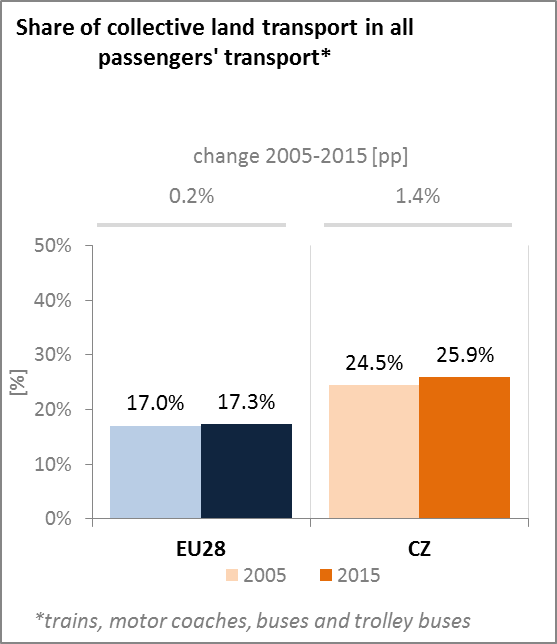 Share of collective land transport in all
passengers' transport*
change 2005-2015 [pp]
0.2% 1.4%
50%
40%
30%
20%
10%
0%
[%]
17.0% 17.3% 24.5% 25.9%
EU28 CZ
2005 2015
*trains, motor coaches, buses and trolley buses